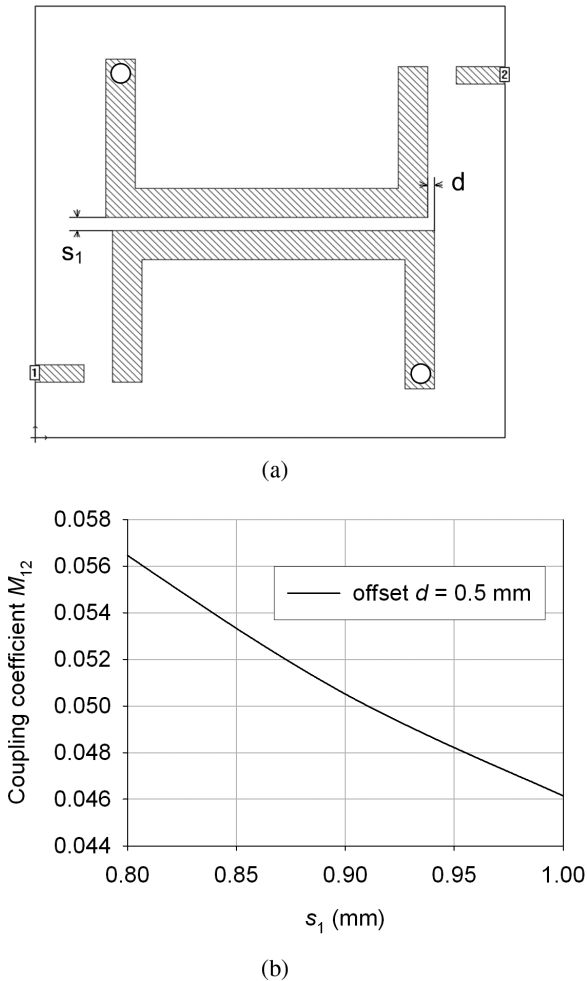 2
d
s1
1
(a)
0.058
0.056
0.054
0.052
0.050
0.048
0.046
0.044
Coupling coefficient M12
offset d = 0.5 mm
0.80 0.85 0.90 0.95 1.00
s1 (mm)
(b)